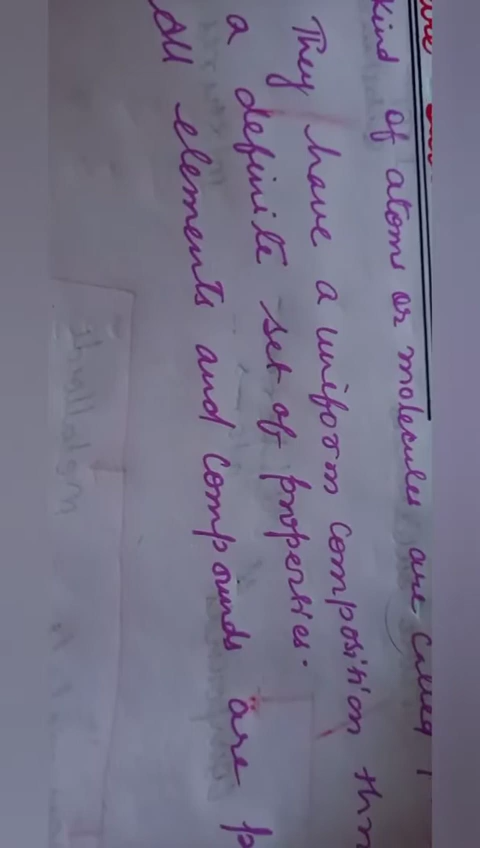 kind of atoms or molecules are called
They have a uniform composition
a definite set of properties.
All elements and compounds are